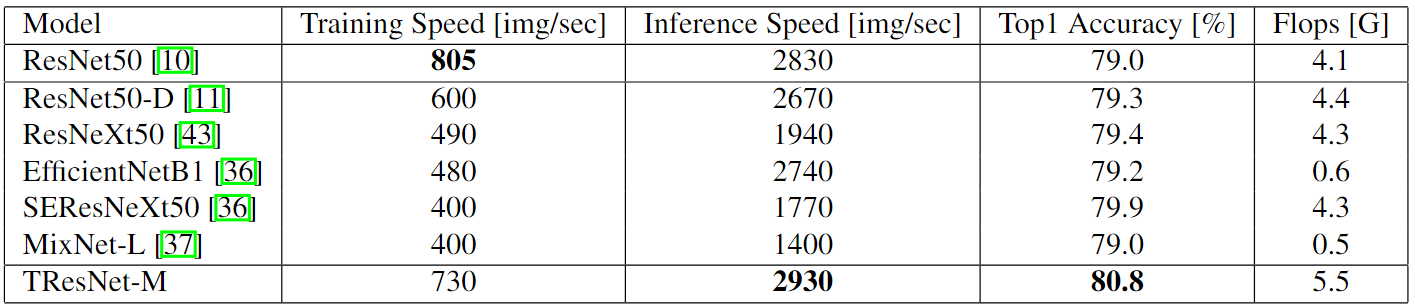 Model Training Speed [img/sec] Inference Speed [img/sec] Top1 Accuracy [%] Flops [G]
ResNet50 [10] 805 2830 79.0 4.1
ResNet50-D [11] 600 2670 79.3 4.4
ResNeXt50 [43] 490 1940 79.4 4.3
EfficientNetB1 [36] 480 2740 79.2 0.6
SEResNeXt50 [36] 400 1770 79.9 4.3
MixNet-L [37] 400 1400 79.0 0.5
TResNet-M 730 2930 80.8 5.5